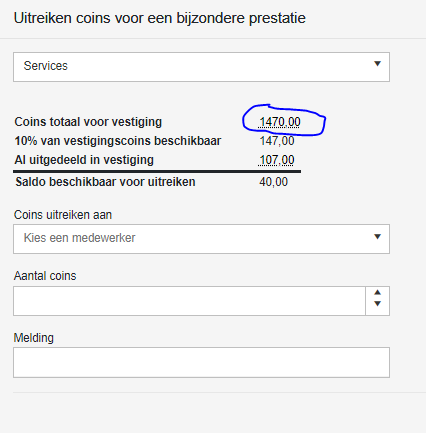 Uitreiken coins voor een bijzondere prestatie
Services
Coins totaal voor vestiging 1470,00
10% van vestigingscoins beschikbaar 147,00
Al uitgedeeld in vestiging 107,00
Saldo beschikbaar voor uitreiken 40,00
Coins uitreiken aan
Kies een medewerker
Aantal coins
Melding